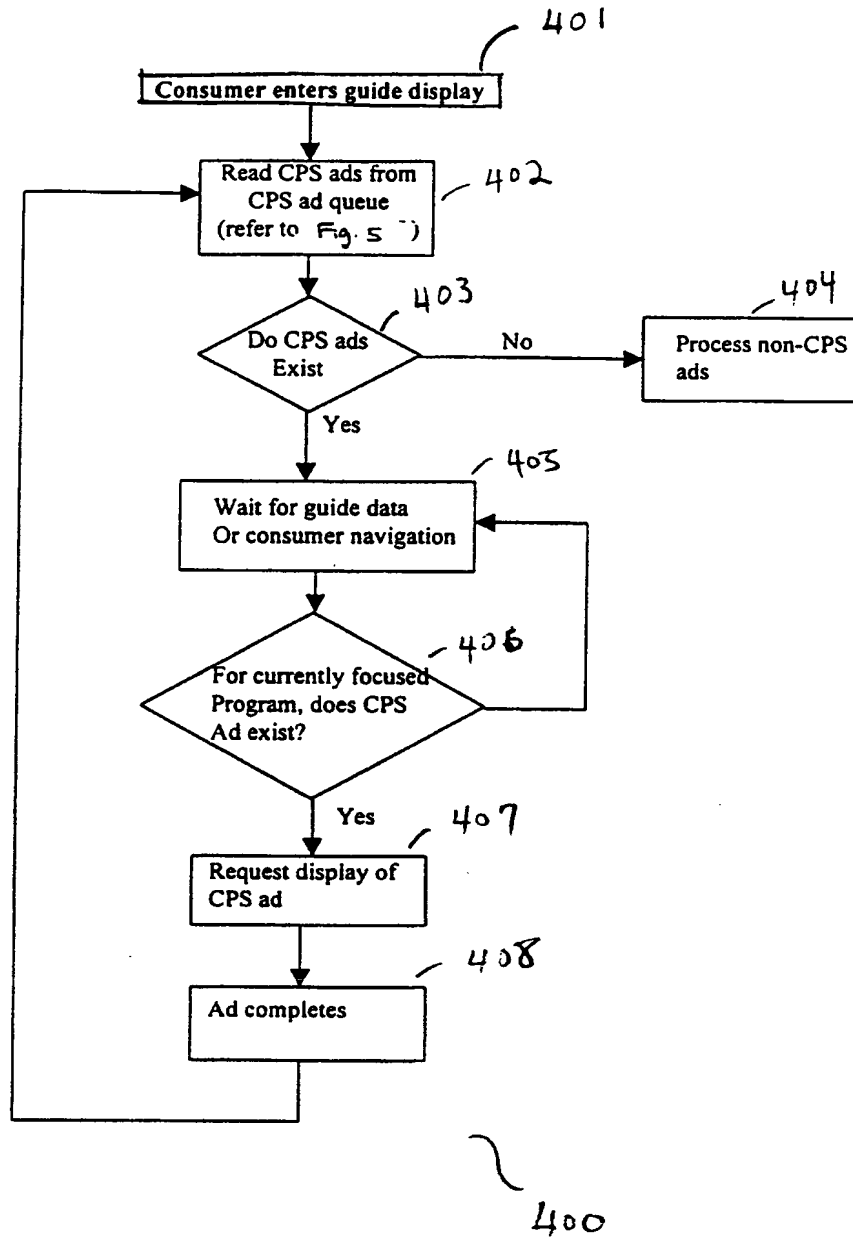 401
Consumer enters guide display
Read CPS ads from
CPS ad queue
(refer to Fig. 5 )
402
403
Do CPS ads
Exist
No
404
Process non-CPS
ads
Yes
405
Wait for guide data
Or consumer navigation
406
For currently focused
Program, does CPS
Ad exist?
Yes
407
Request display of
CPS ad
408
Ad completes
400